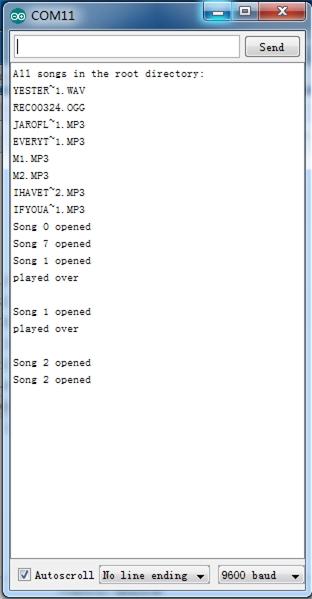 COM11
Send
All songs in the root directory:
YESTER~1.WAV
REC00324.OGG
JAROFL~1.MP3
EVERYT~1.MP3
M1.MP3
M2.MP3
IHAVET~2.MP3
IFYOUA~1.MP3
Song 0 opened
Song 7 opened
Song 1 opened
played over
Song 1 opened
played over
Song 2 opened
Song 2 opened
Autoscroll No line ending 9600 baud